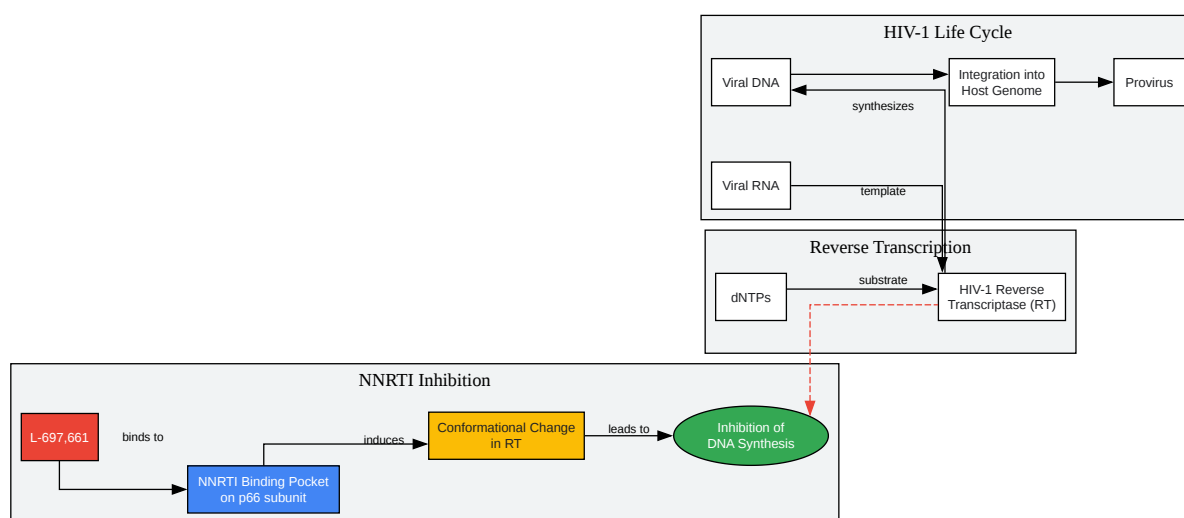 HIV-1 Life Cycle
Viral DNA
Integration into
Host Genome
Provirus
synthesizes
Viral RNA
template
Reverse Transcription
dNTPs
substrate
HIV-1 Reverse
Transcriptase (RT)
NNRTI Inhibition
L-697,661
binds to
NNRTI Binding Pocket
on p66 subunit
induces
Conformational Change
in RT
leads to
Inhibition of
DNA Synthesis